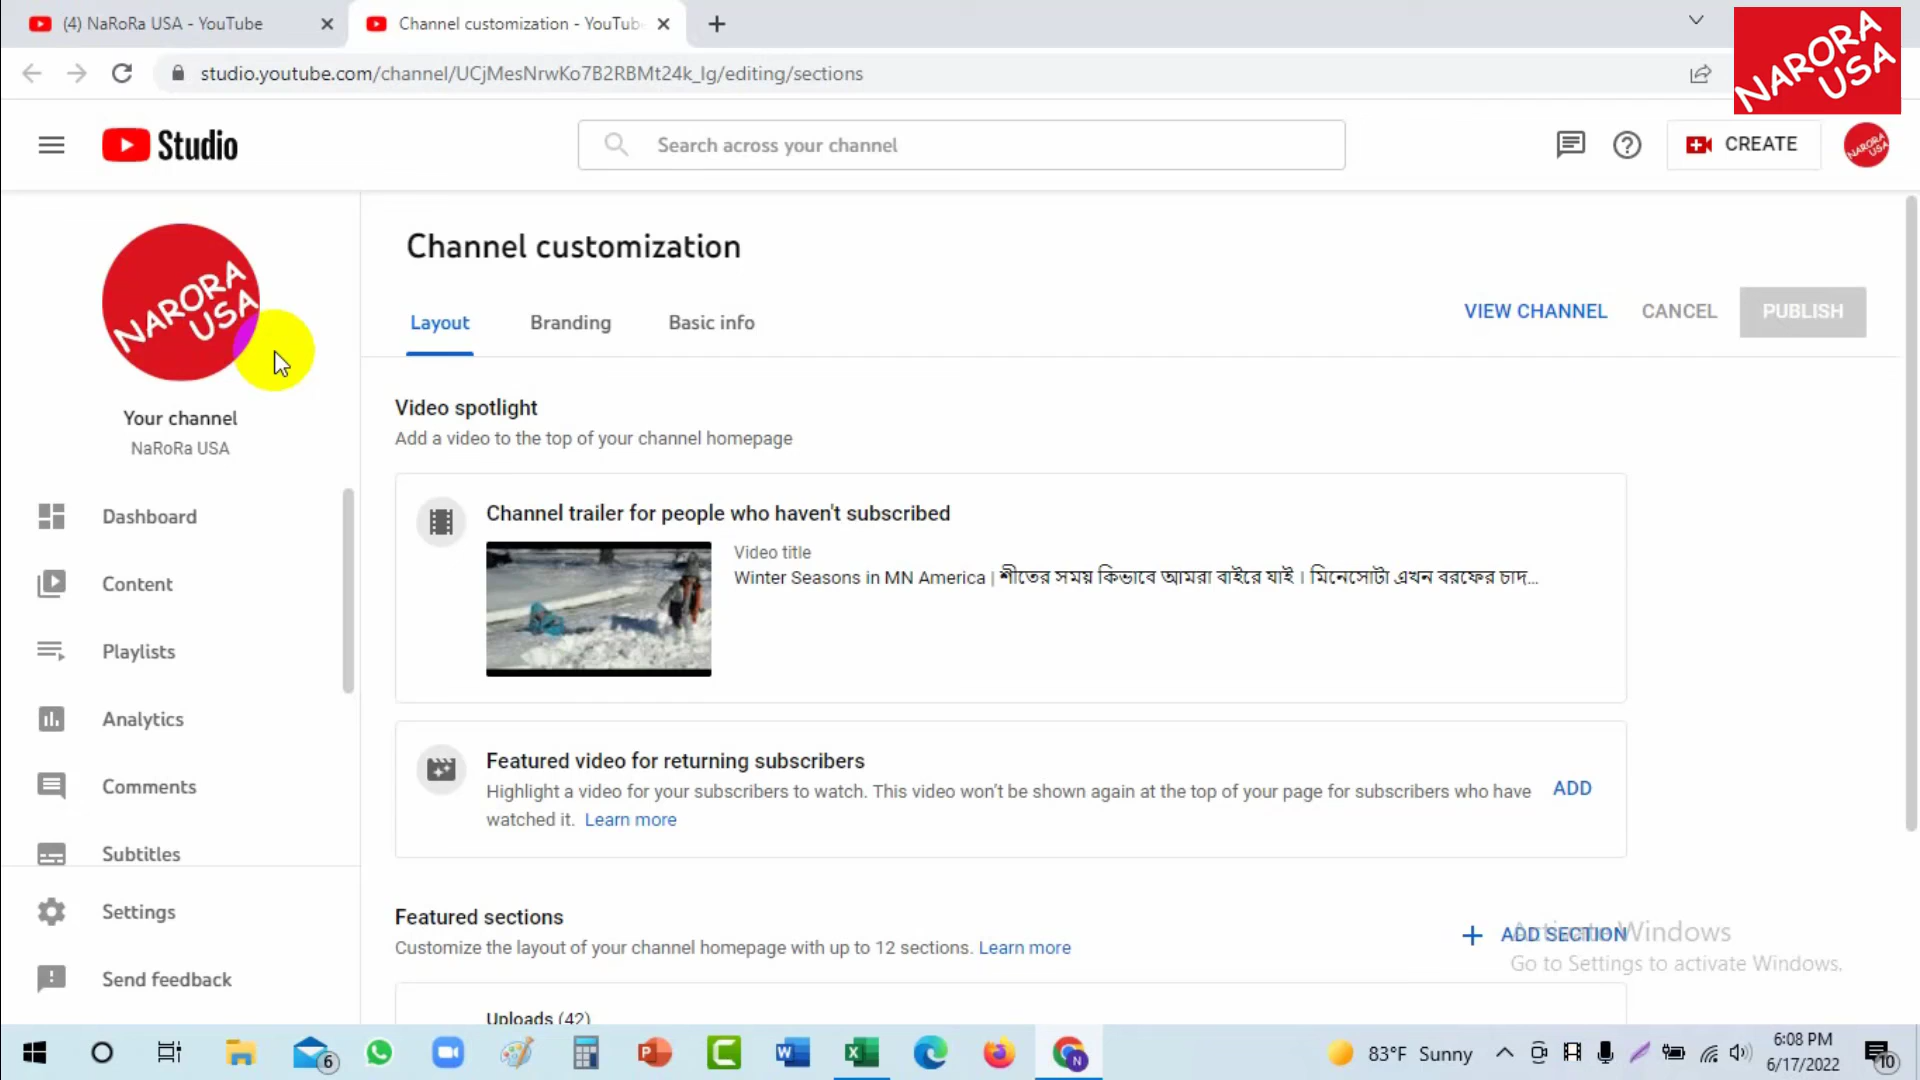 (4) NaRoRa USA - YouTube
Channel customization - YouTub
studio.youtube.com/channel/UCjMesNrwKo7B2RBMt24k_Ig/editing/sections
NARORA
USA
Studio
Search across your channel
CREATE
NARORA
USA
NARORA
USA
Channel customization
Layout
Branding
Basic info
VIEW CHANNEL
CANCEL
PUBLISH
Your channel
NaRoRa USA
Dashboard
Content
Playlists
Analytics
Comments
Subtitles
Settings
Send feedback
Video spotlight
Add a video to the top of your channel homepage
Channel trailer for people who haven't subscribed
Video title
Winter Seasons in MN America | শীতের সময় কিভাবে আমরা বাইরে যাই । মিনেসোটা এখন বরফের চাদ...
Featured video for returning subscribers
Highlight a video for your subscribers to watch. This video won't be shown again at the top of your page for subscribers who have
watched it. Learn more
ADD
Featured sections
Customize the layout of your channel homepage with up to 12 sections. Learn more
ADD SECTION
Activate Windows
Go to Settings to activate Windows.
Uploads (42)
6
N
83°F Sunny
6:08 PM
6/17/2022
10